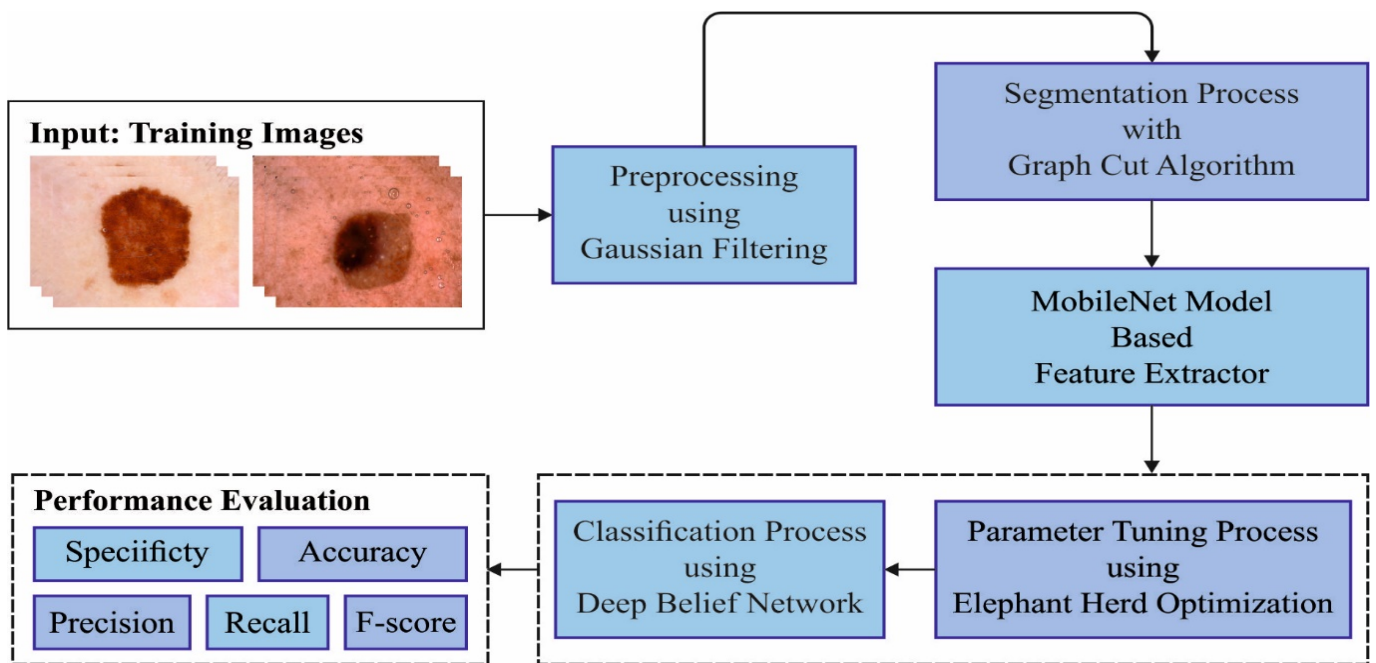 Input: Training Images
Preprocessing
using
Gaussian Filtering
Segmentation Process
with
Graph Cut Algorithm
MobileNet Model
Based
Feature Extractor
Parameter Tuning Process
using
Elephant Herd Optimization
Classification Process
using
Deep Belief Network
Performance Evaluation
Speciificty
Accuracy
Precision
Recall
F-score